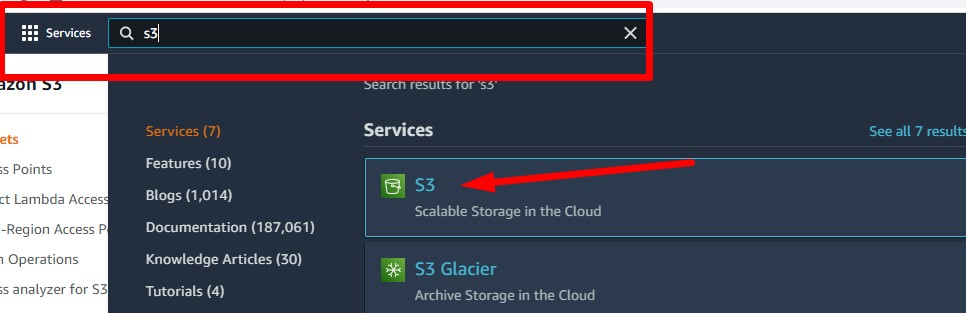 Services
s3
azon S3
Search results for 's3'
ets
ss Points
ct Lambda Access
-Region Access P
n Operations
ss analyzer for S3
Services (7)
Features (10)
Blogs (1,014)
Documentation (187,061)
Knowledge Articles (30)
Tutorials (4)
Services
See all 7 results
S3
Scalable Storage in the Cloud
S3 Glacier
Archive Storage in the Cloud